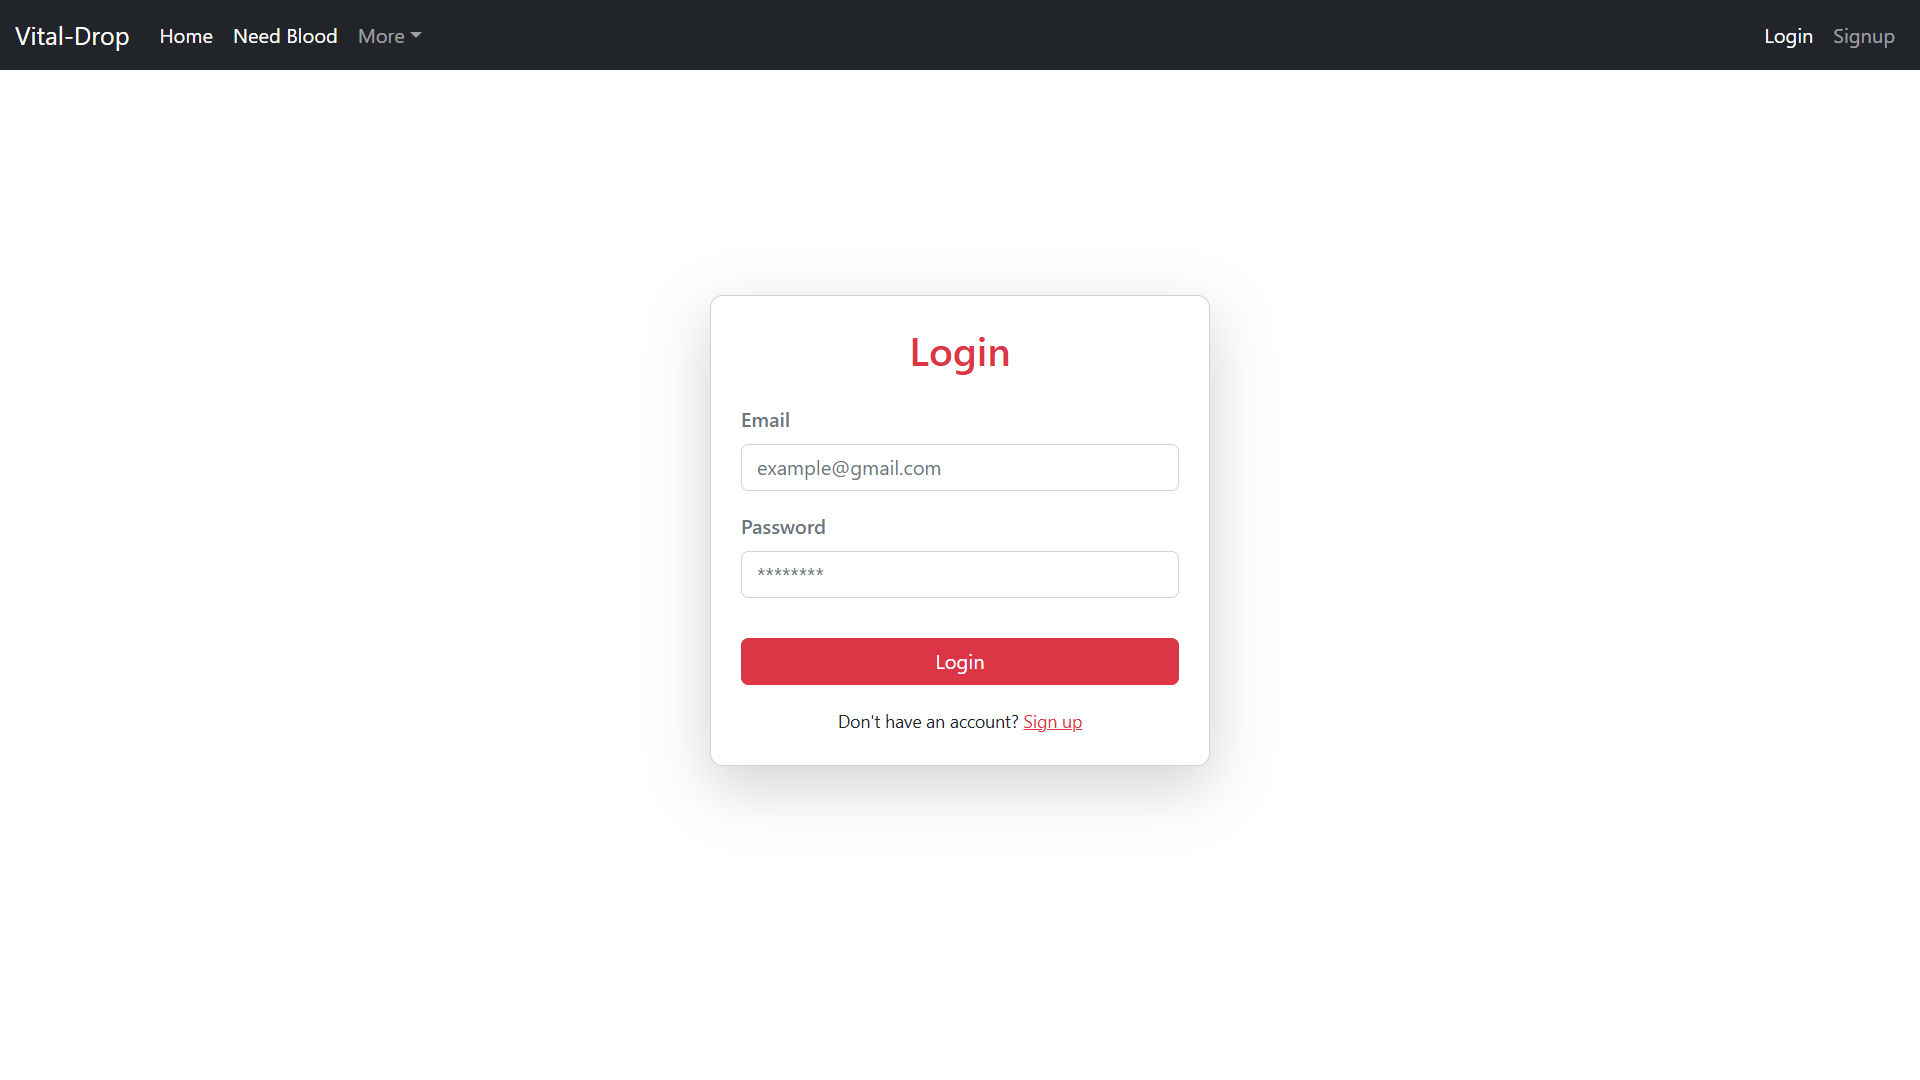 Vital-Drop Home Need Blood More Login Signup
Login
Email
example@gmail.com
Password
********
Login
Don't have an account? Sign up